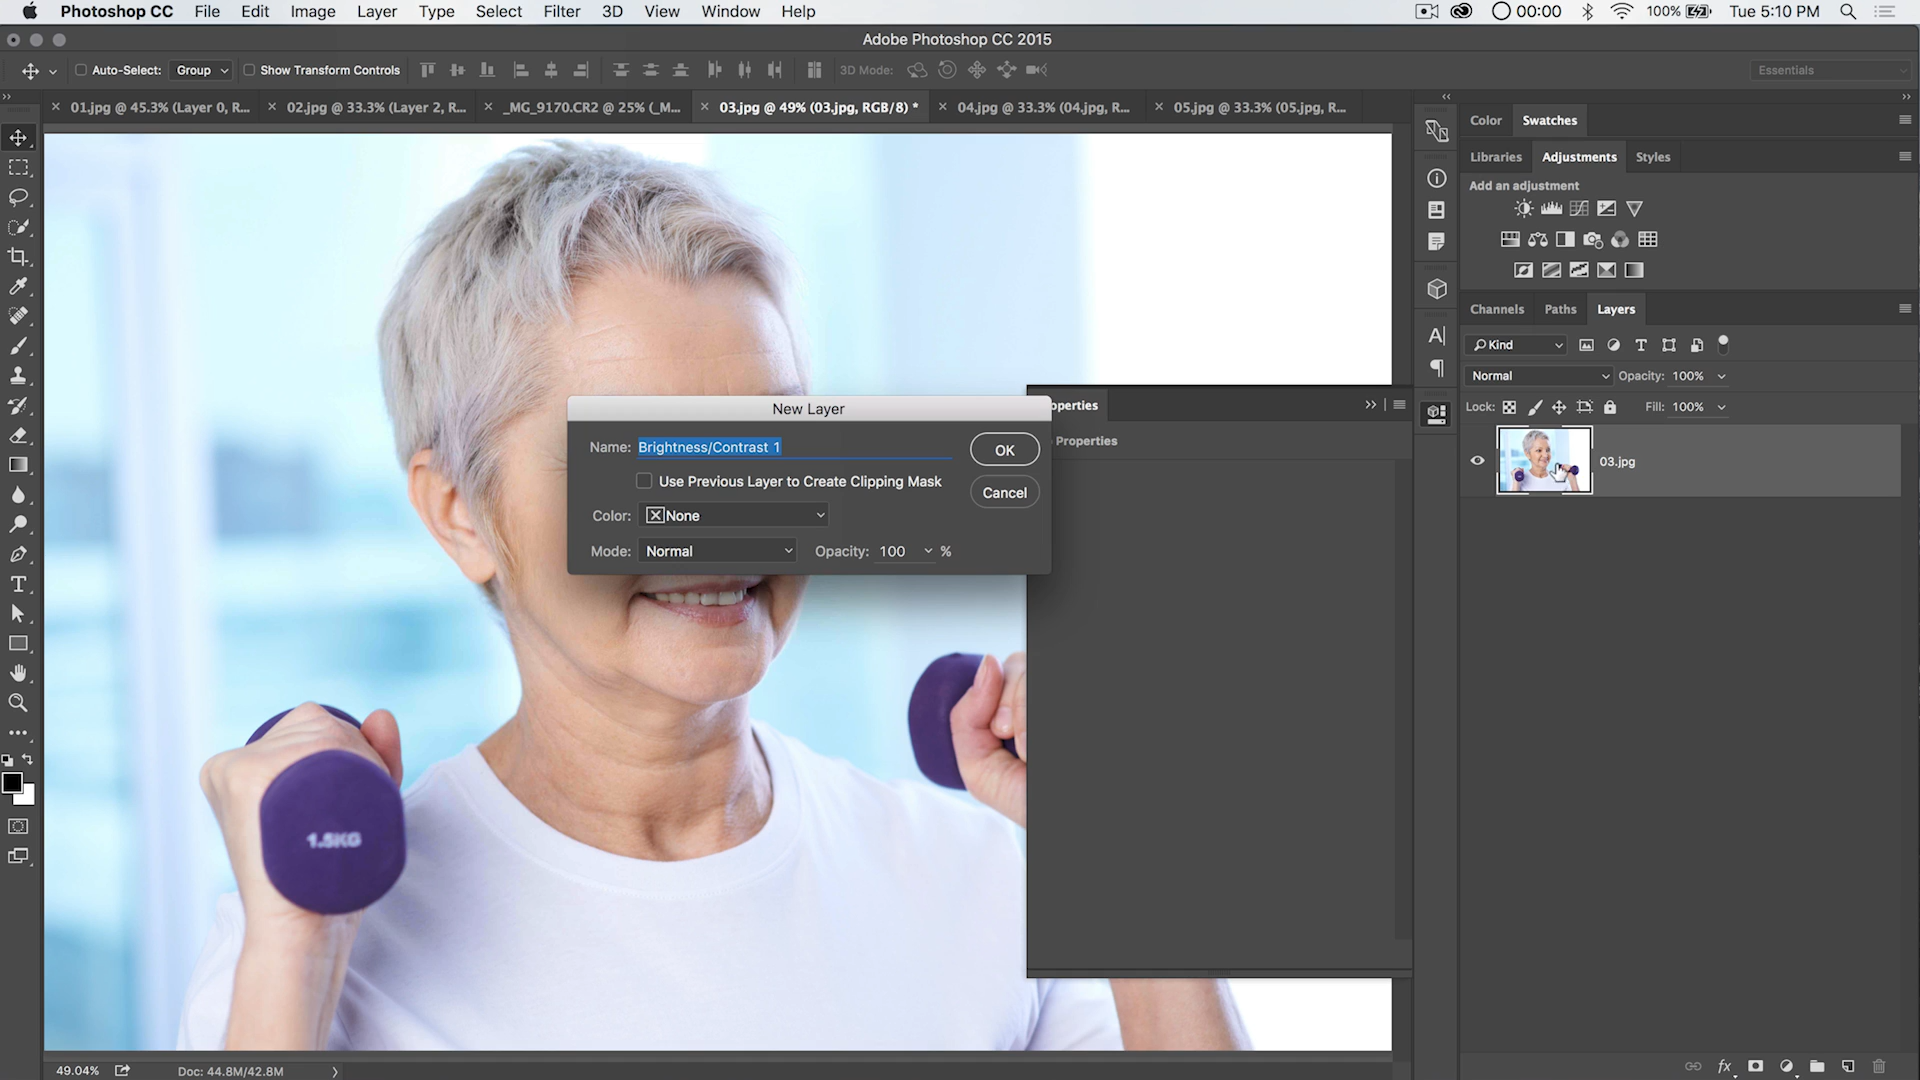 Photoshop CC File Edit Image Layer Type Select Filter 3D View Window Help 00:00 100% Tue 5:10 PM
Adobe Photoshop CC 2015
Auto-Select: Group Show Transform Controls 3D Mode: Essentials
× 01.jpg @ 45.3% (Layer 0, R... × 02.jpg @ 33.3% (Layer 2, R... × _MG_9170.CR2 @ 25% (_M... × 03.jpg @ 49% (03.jpg, RGB/8) * × 04.jpg @ 33.3% (04.jpg, R... × 05.jpg @ 33.3% (05.jpg, R...
Color Swatches
Libraries Adjustments Styles
Add an adjustment
Channels Paths Layers
Kind
Normal Opacity: 100%
Lock: Fill: 100%
03.jpg
operties
Properties
New Layer
Name: Brightness/Contrast 1
OK
Use Previous Layer to Create Clipping Mask
Cancel
Color: None
Mode: Normal Opacity: 100 %
1.5KG
49.04% Doc: 44.8M/42.8M
fx